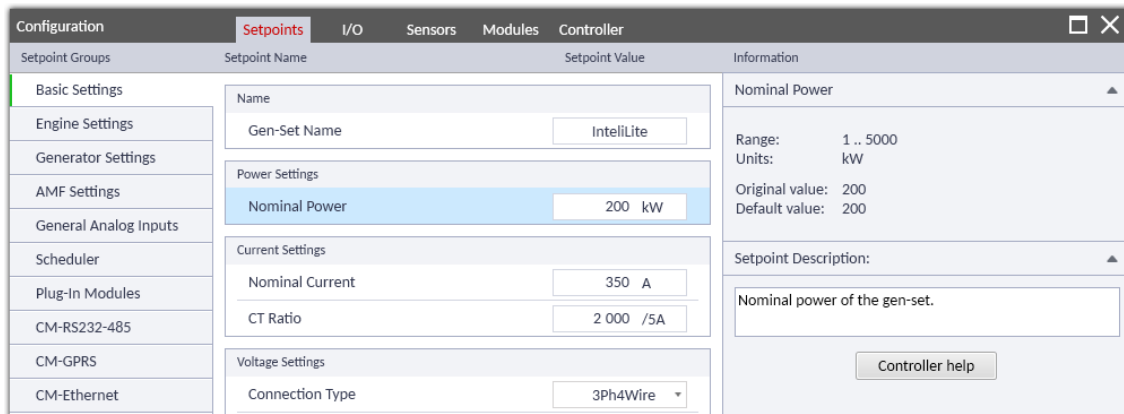 Configuration
Setpoints I/O Sensors Modules Controller
Setpoint Groups
Basic Settings
Engine Settings
Generator Settings
AMF Settings
General Analog Inputs
Scheduler
Plug-In Modules
CM-RS232-485
CM-GPRS
CM-Ethernet
Setpoint Name Setpoint Value
Name
Gen-Set Name InteliLite
Power Settings
Nominal Power 200 kW
Current Settings
Nominal Current 350 A
CT Ratio 2 000 /5A
Voltage Settings
Connection Type 3Ph4Wire
Information
Nominal Power
Range: 1 .. 5000
Units: kW
Original value: 200
Default value: 200
Setpoint Description:
Nominal power of the gen-set.
Controller help